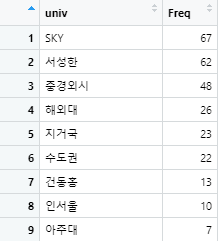 univ Freq
1 SKY 67
2 서성한 62
3 중경외시 48
4 해외대 26
5 지거국 23
6 수도권 22
7 건동홍 13
8 인서울 10
9 아주대 7